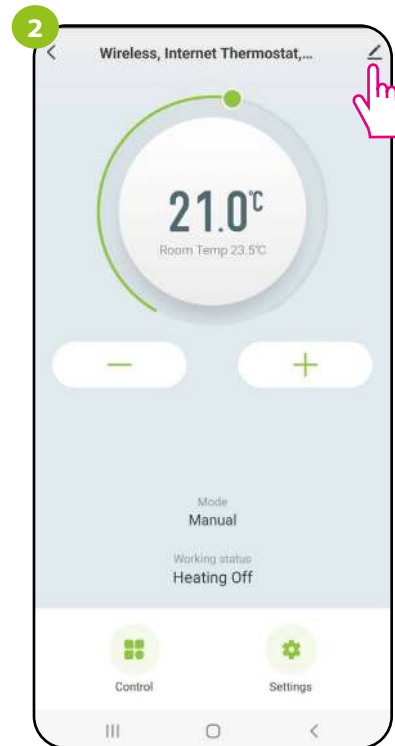 2
Wireless, Internet Thermostat,...
21.0°C
Room Temp 23.5°C
Mode
Manual
Working status
Heating Off
Control
Settings